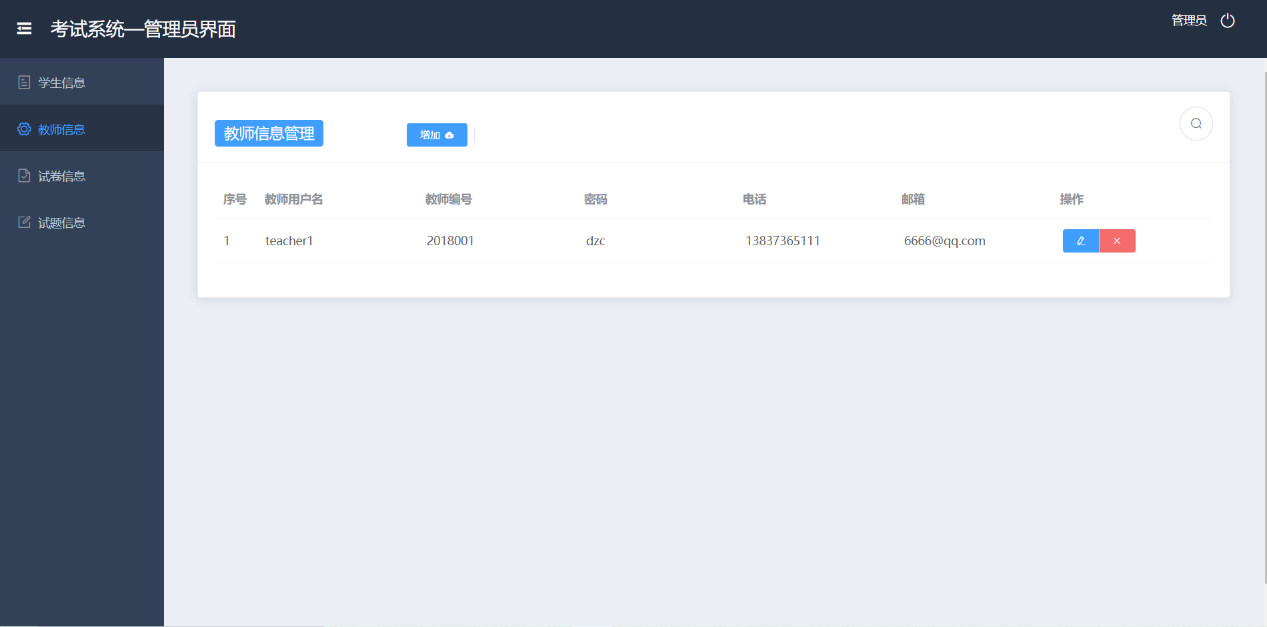 考试系统—管理员界面
管理员
学生信息
教师信息
试卷信息
试题信息
教师信息管理
增加
序号 教师用户名 教师编号 密码 电话 邮箱 操作
1 teacher1 2018001 dzc 13837365111 6666@qq.com